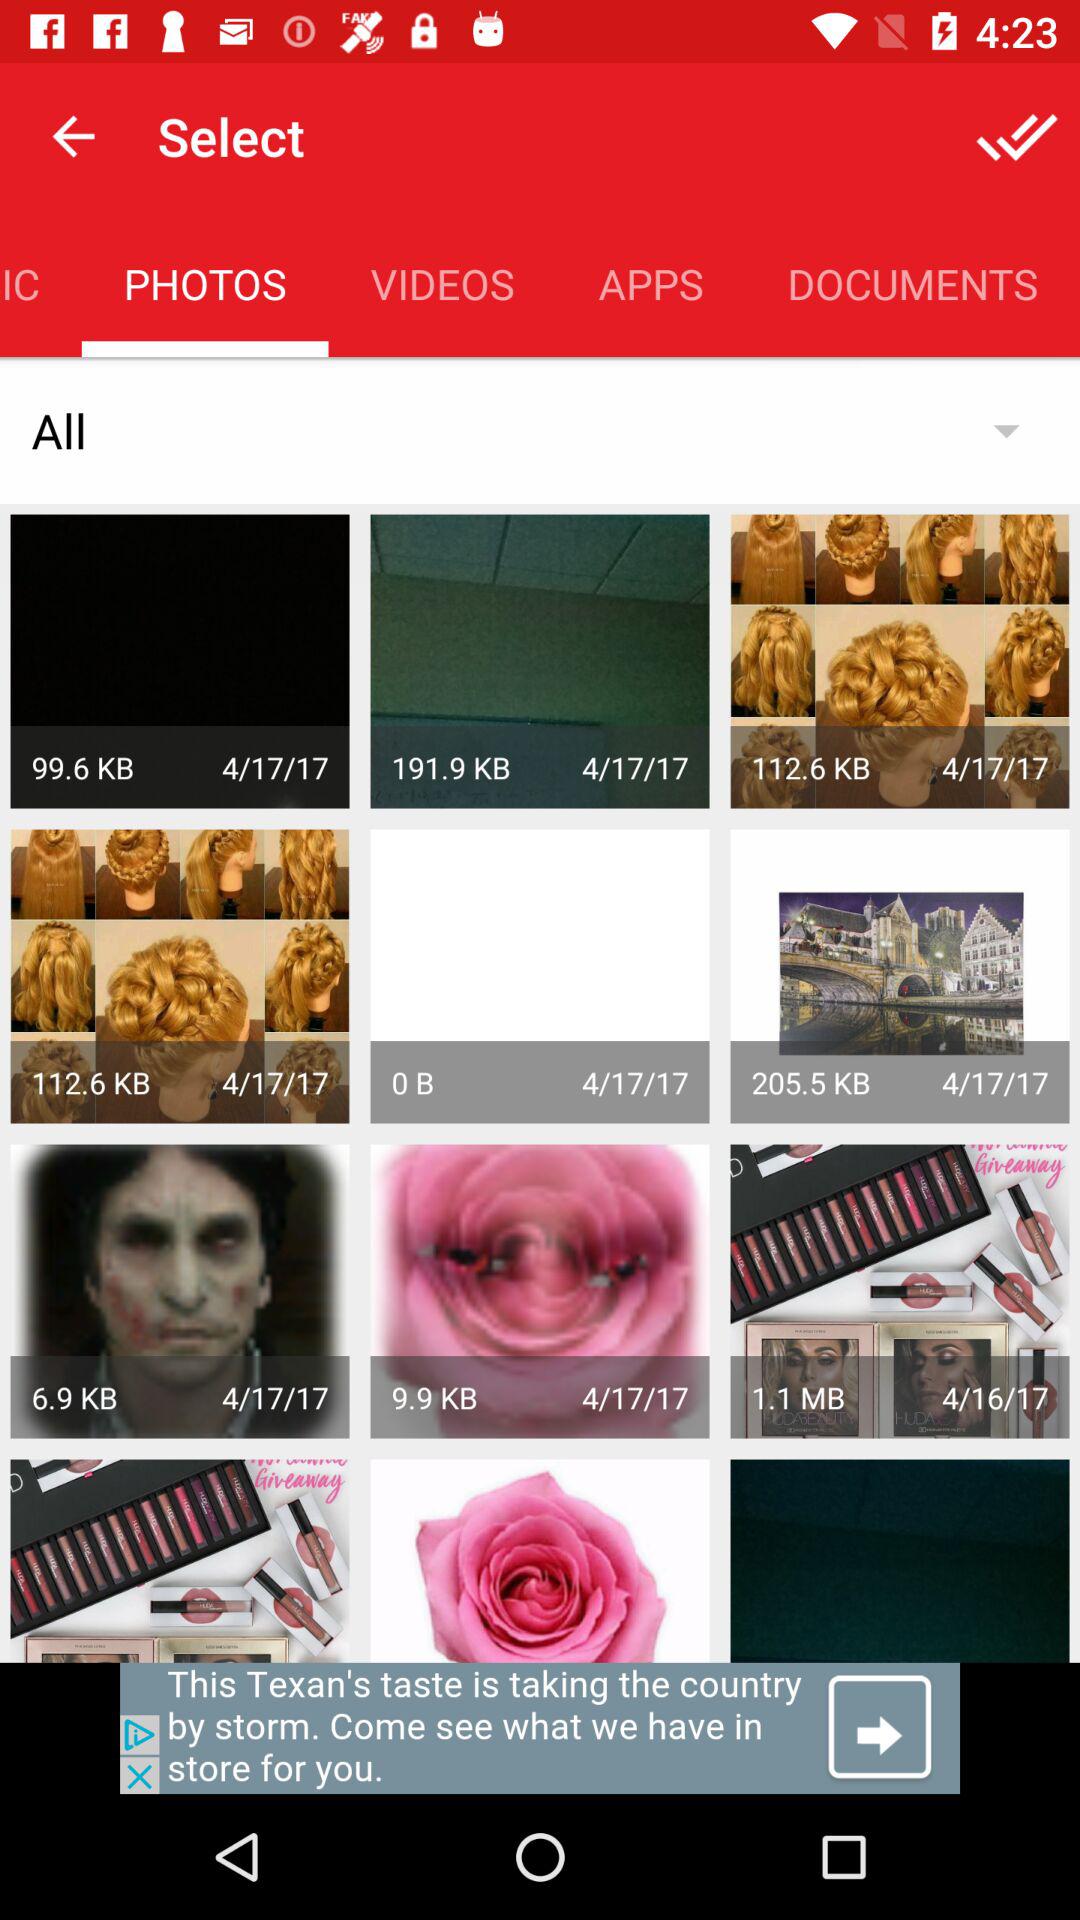 FAKE
4:23
Select
IC PHOTOS VIDEOS APPS DOCUMENTS
All
99.6 KB 4/17/17
191.9 KB 4/17/17
112.6 KB 4/17/17
112.6 KB 4/17/17
0 B 4/17/17
205.5 KB 4/17/17
6.9 KB 4/17/17
9.9 KB 4/17/17
Giveaway
HUDABEAUTY
1.1 MB 4/16/17
Giveaway
This Texan's taste is taking the country
by storm. Come see what we have in
store for you.